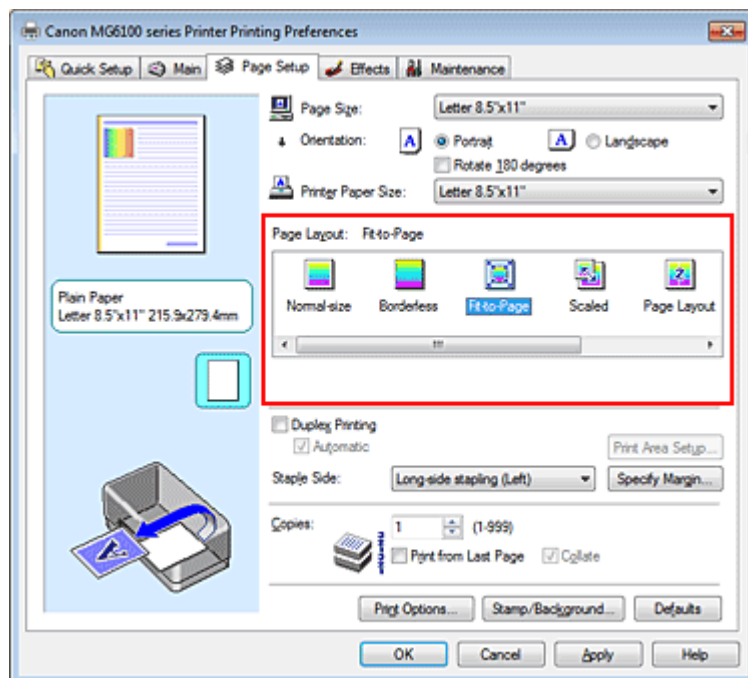 Canon MG6100 series Printer Printing Preferences
Quick Setup Main Page Setup Effects Maintenance
Page Size: Letter 8.5"x11"
Orientation: A Portrait A Landscape
Rotate 180 degrees
Printer Paper Size: Letter 8.5"x11"
Page Layout: Fit-to-Page
Normal-size Borderless Fit-to-Page Scaled Page Layout
Plain Paper
Letter 8.5"x11" 215.9x279.4mm
Duplex Printing
Automatic Print Area Setup...
Staple Side: Long-side stapling (Left) Specify Margin...
Copies: 1 (1-999)
Print from Last Page Collate
Print Options... Stamp/Background... Defaults
OK Cancel Apply Help